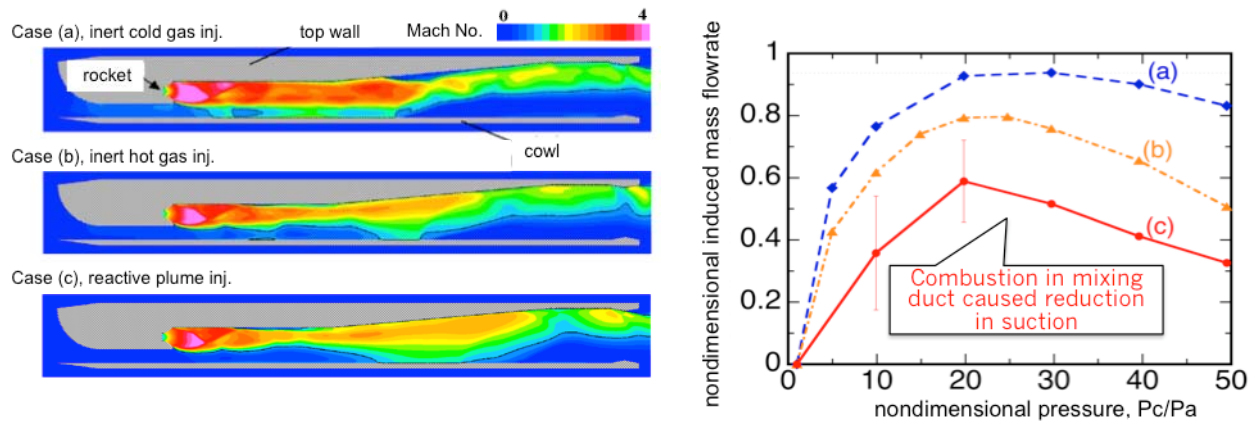 Case (a), inert cold gas inj.
top wall
Mach No.
0
4
rocket
cowl
Case (b), inert hot gas inj.
Case (c), reactive plume inj.
nondimensional induced mass flowrate
1
0.8
0.6
0.4
0.2
0
(a)
(b)
(c)
Combustion in mixing
duct caused reduction
in suction
0 10 20 30 40 50
nondimensional pressure, Pc/Pa